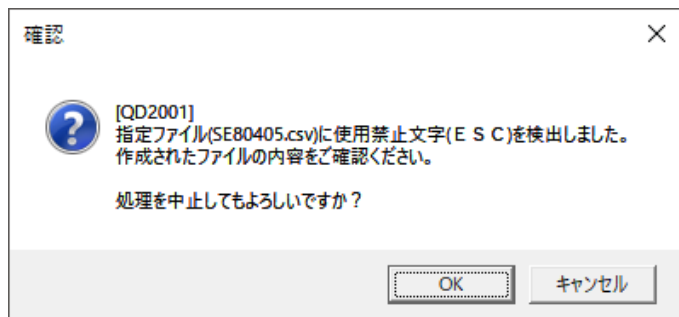 確認
[QD2001]
指定ファイル(SE80405.csv)に使用禁止文字(ＥＳＣ)を検出しました。
作成されたファイルの内容をご確認ください。
処理を中止してもよろしいですか？
OK
キャンセル